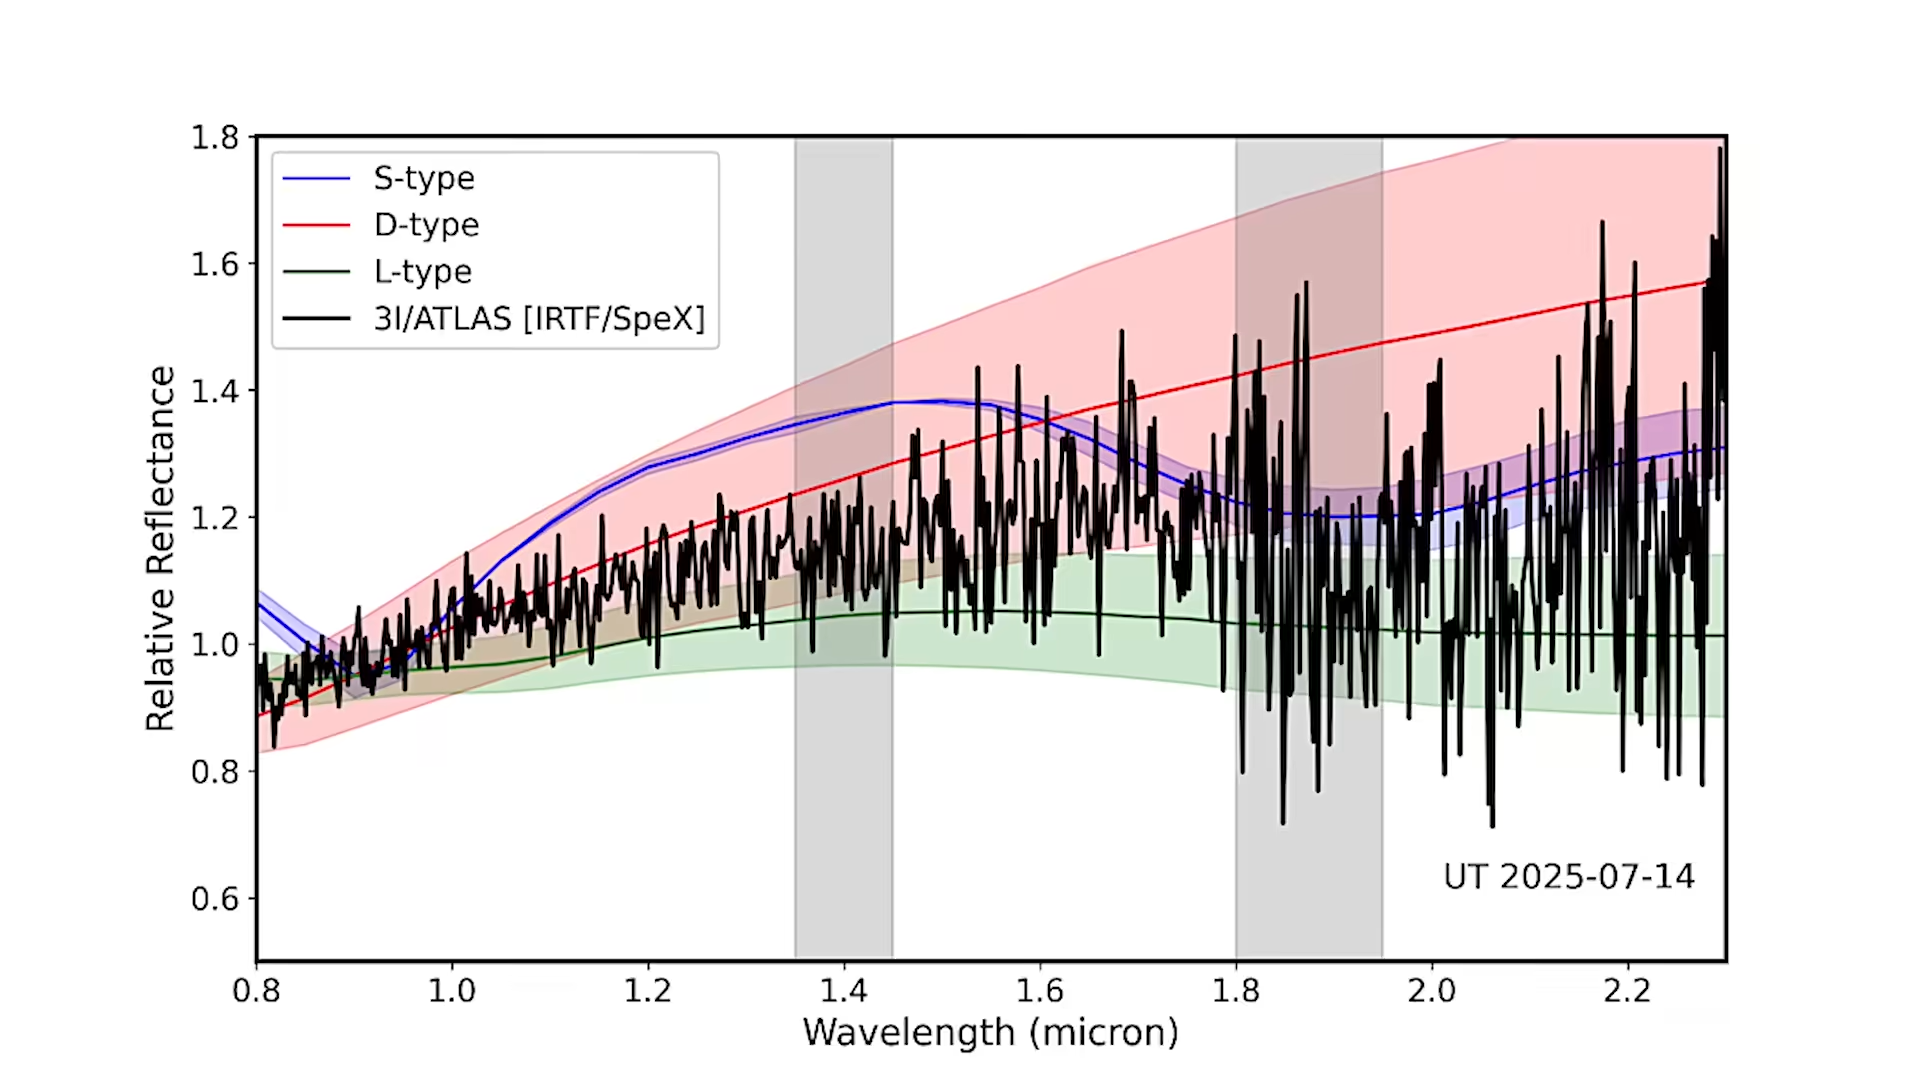 1.8
1.6
1.4
1.2
1.0
0.8
0.6
Relative Reflectance
S-type
D-type
L-type
3I/ATLAS [IRTF/SpeX]
UT 2025-07-14
0.8 1.0 1.2 1.4 1.6 1.8 2.0 2.2
Wavelength (micron)